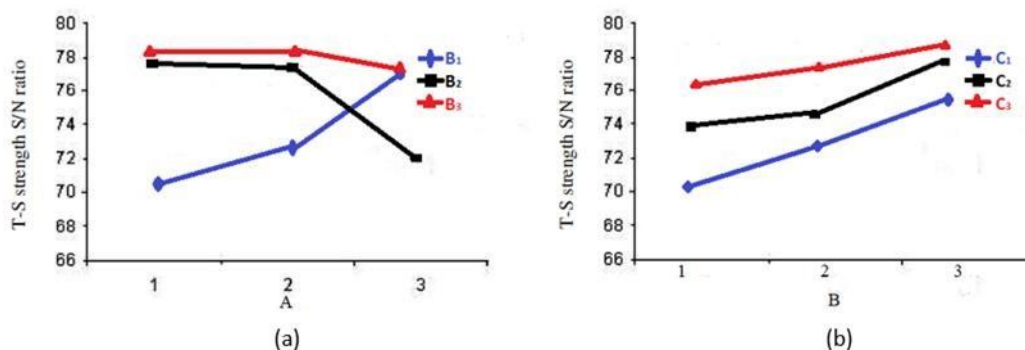 T-S strength S/N ratio
80
78
76
74
72
70
68
66
1 2 3
A
B₁
B₂
B₃
(a)
T-S strength S/N ratio
80
78
76
74
72
70
68
66
1 2 3
B
C₁
C₂
C₃
(b)